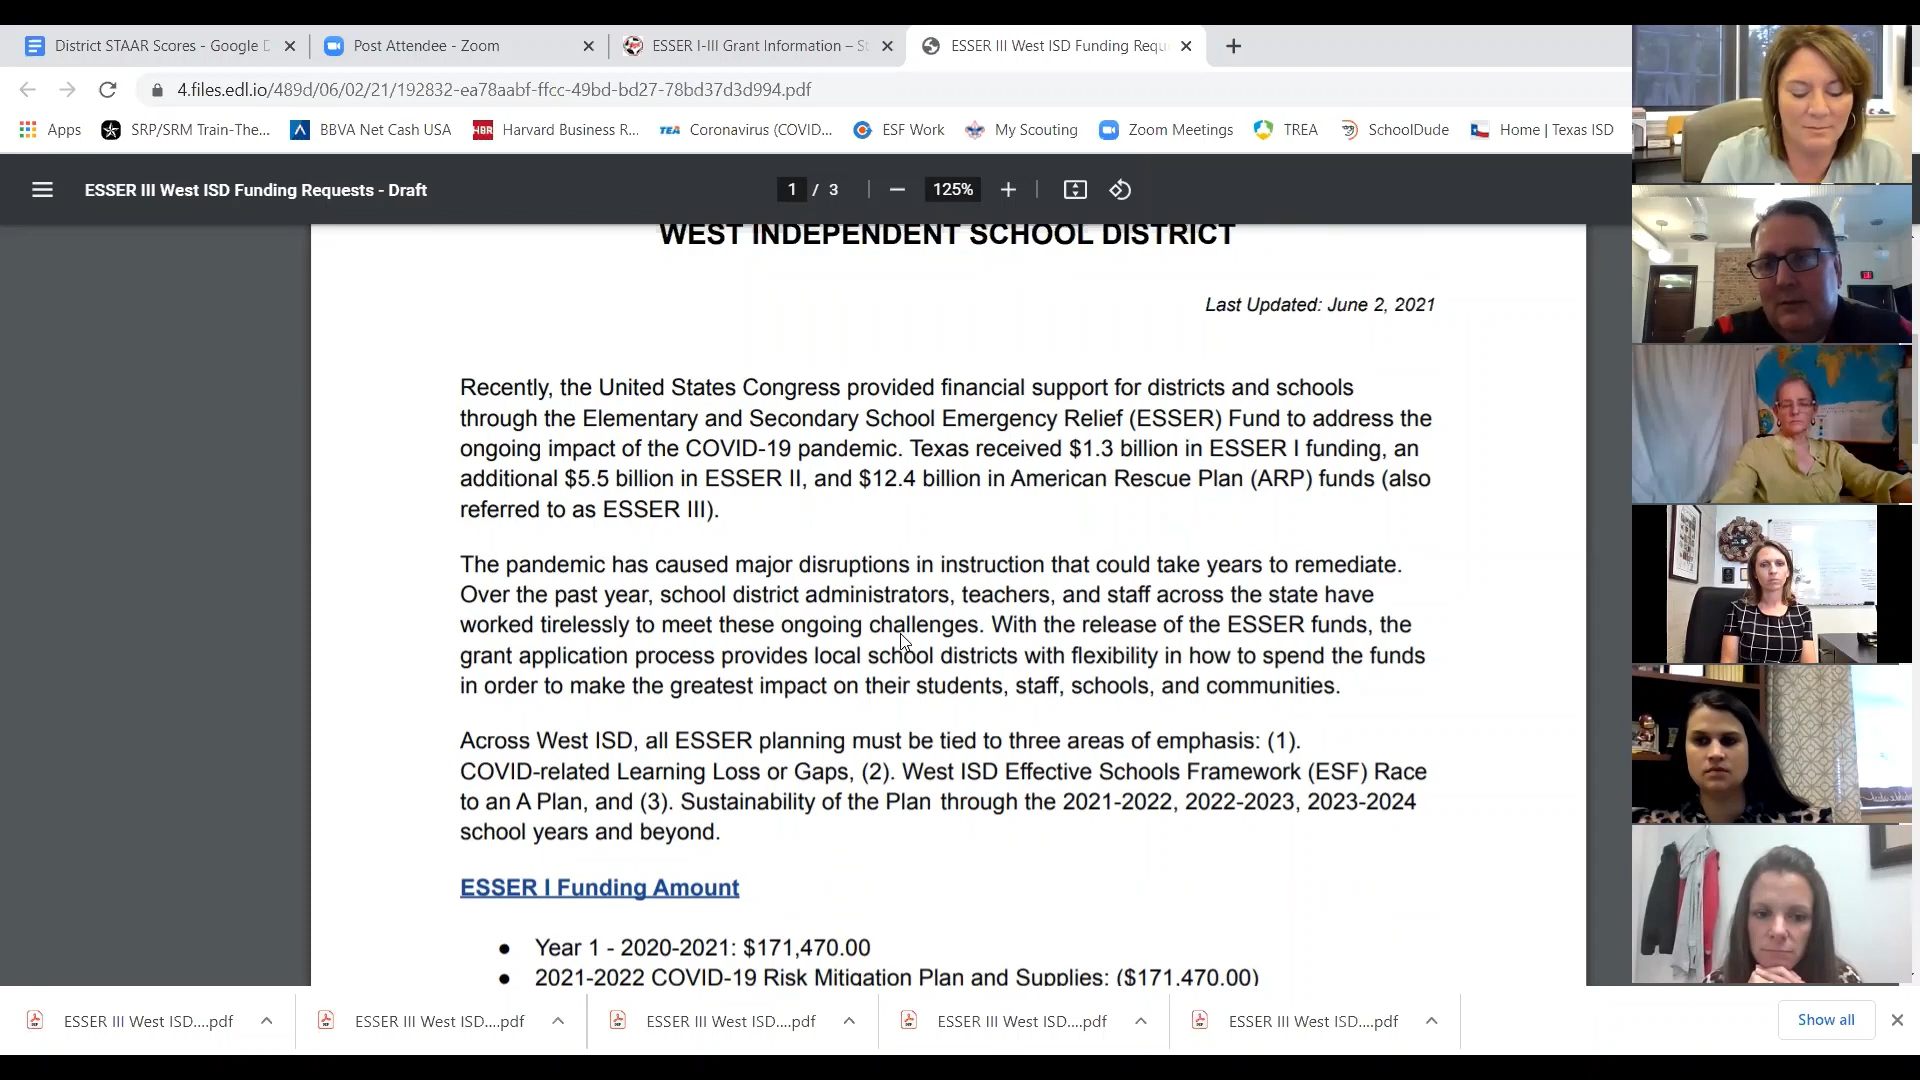 District STAAR Scores - Google D
Post Attendee - Zoom
ESSER I-III Grant Information – St
ESSER III West ISD Funding Reque
4.files.edl.io/489d/06/02/21/192832-ea78aabf-ffcc-49bd-bd27-78bd37d3d994.pdf
Apps
SRP/SRM Train-The...
BBVA Net Cash USA
HBR
Harvard Business R...
TEA
Coronavirus (COVID...
ESF Work
My Scouting
Zoom Meetings
TREA
SchoolDude
Home | Texas ISD
ESSER III West ISD Funding Requests - Draft
1 / 3
125%
WEST INDEPENDENT SCHOOL DISTRICT
Last Updated: June 2, 2021
Recently, the United States Congress provided financial support for districts and schools
through the Elementary and Secondary School Emergency Relief (ESSER) Fund to address the
ongoing impact of the COVID-19 pandemic. Texas received $1.3 billion in ESSER I funding, an
additional $5.5 billion in ESSER II, and $12.4 billion in American Rescue Plan (ARP) funds (also
referred to as ESSER III).
The pandemic has caused major disruptions in instruction that could take years to remediate.
Over the past year, school district administrators, teachers, and staff across the state have
worked tirelessly to meet these ongoing challenges. With the release of the ESSER funds, the
grant application process provides local school districts with flexibility in how to spend the funds
in order to make the greatest impact on their students, staff, schools, and communities.
Across West ISD, all ESSER planning must be tied to three areas of emphasis: (1).
COVID-related Learning Loss or Gaps, (2). West ISD Effective Schools Framework (ESF) Race
to an A Plan, and (3). Sustainability of the Plan through the 2021-2022, 2022-2023, 2023-2024
school years and beyond.
ESSER I Funding Amount
● Year 1 - 2020-2021: $171,470.00
● 2021-2022 COVID-19 Risk Mitigation Plan and Supplies: ($171,470.00)
ESSER III West ISD....pdf
ESSER III West ISD....pdf
ESSER III West ISD....pdf
ESSER III West ISD....pdf
ESSER III West ISD....pdf
Show all